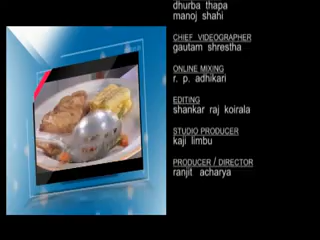 dhurba thapa
manoj shahi
CHIEF VIDEOGRAPHER
gautam shrestha
ONLINE MIXING
r. p. adhikari
EDITING
shankar raj koirala
STUDIO PRODUCER
kaji limbu
PRODUCER / DIRECTOR
ranjit acharya